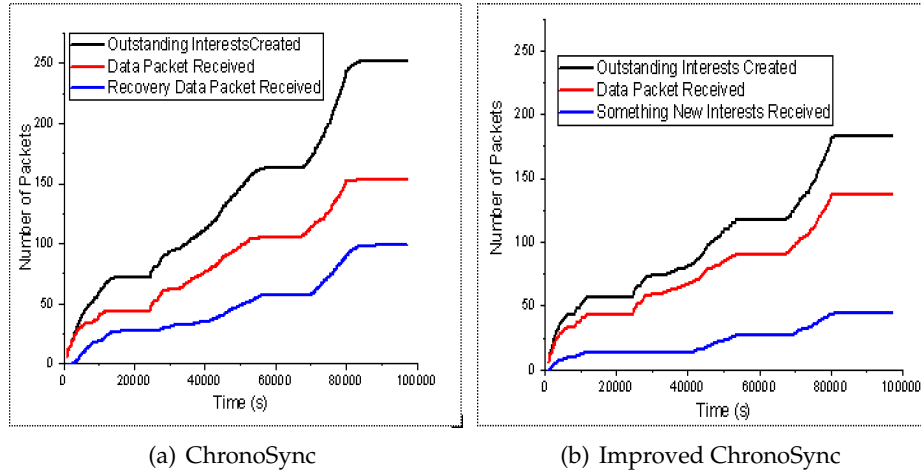 Outstanding InterestsCreated
Data Packet Received
Recovery Data Packet Received
Number of Packets
250
200
150
100
50
0
0 20000 40000 60000 80000 100000
Time (s)
(a) ChronoSync
Outstanding Interests Created
Data Packet Received
Something New Interests Received
Number of Packets
250
200
150
100
50
0
0 20000 40000 60000 80000 100000
Time (s)
(b) Improved ChronoSync